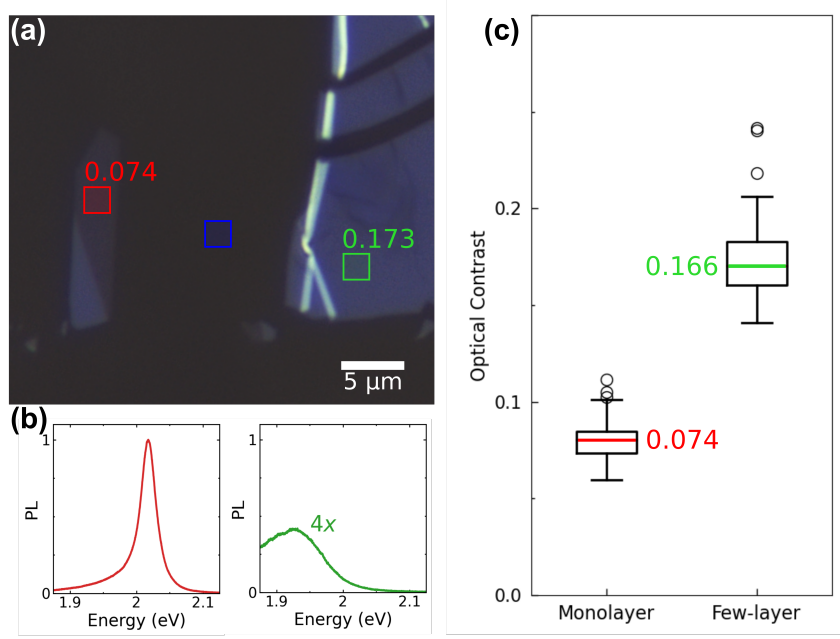 (a)
0.074
0.173
5 µm
(b)
PL
1
0
1.9 2 2.1
Energy (eV)
PL
1
0
4x
1.9 2 2.1
Energy (eV)
(c)
Optical Contrast
0.2
0.1
0.0
0.166
0.074
Monolayer Few-layer